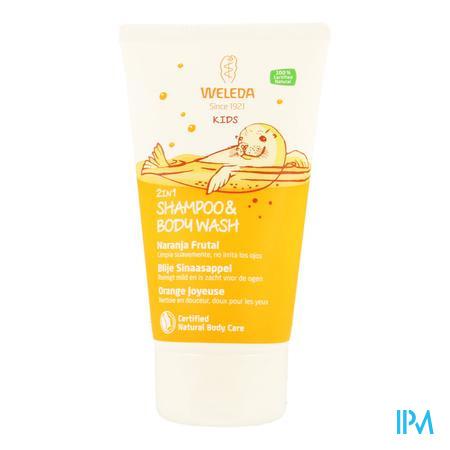 WELEDA
Since 1921
KIDS
100%
Certified
Natural
2in1
SHAMPOO &
BODY WASH
Naranja Frutal
Limpia suavemente, no irrita los ojos
Blije Sinaasappel
Reinigt mild en is zacht voor de ogen
Orange Joyeuse
Nettoie en douceur, doux pour les yeux
Certified
Natural Body Care
IPM